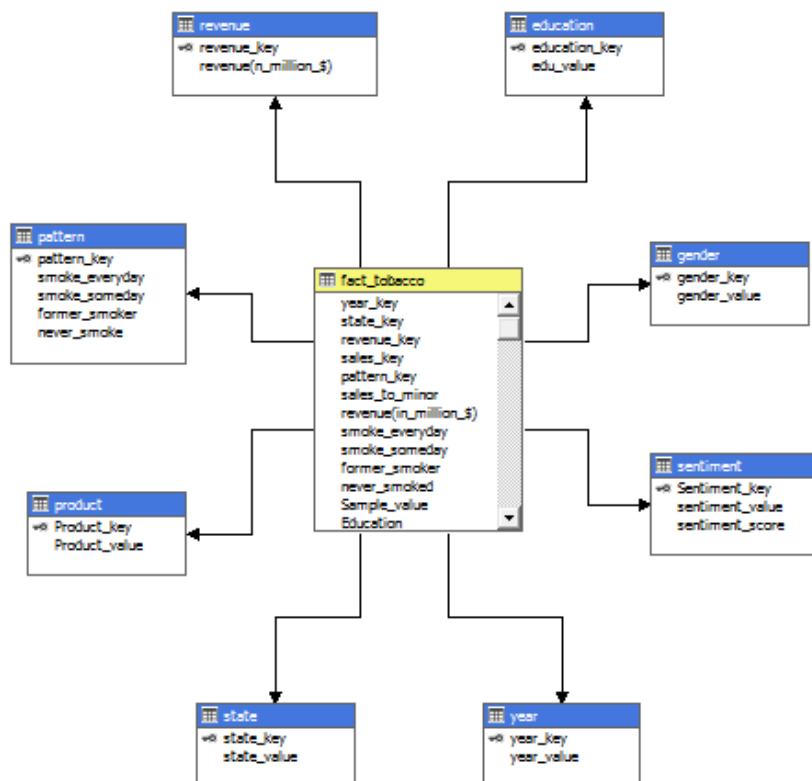 revenue
revenue_key
revenue(n_million_$)
education
education_key
edu_value
pattern
pattern_key
smoke_everyday
smoke_someday
former_smoker
never_smoke
fact_tobacco
year_key
state_key
revenue_key
sales_key
pattern_key
sales_to_minor
revenue(in_million_$)
smoke_everyday
smoke_someday
former_smoker
never_smoked
Sample_value
Education
gender
gender_key
gender_value
product
Product_key
Product_value
sentiment
Sentiment_key
sentiment_value
sentiment_score
state
state_key
state_value
year
year_key
year_value